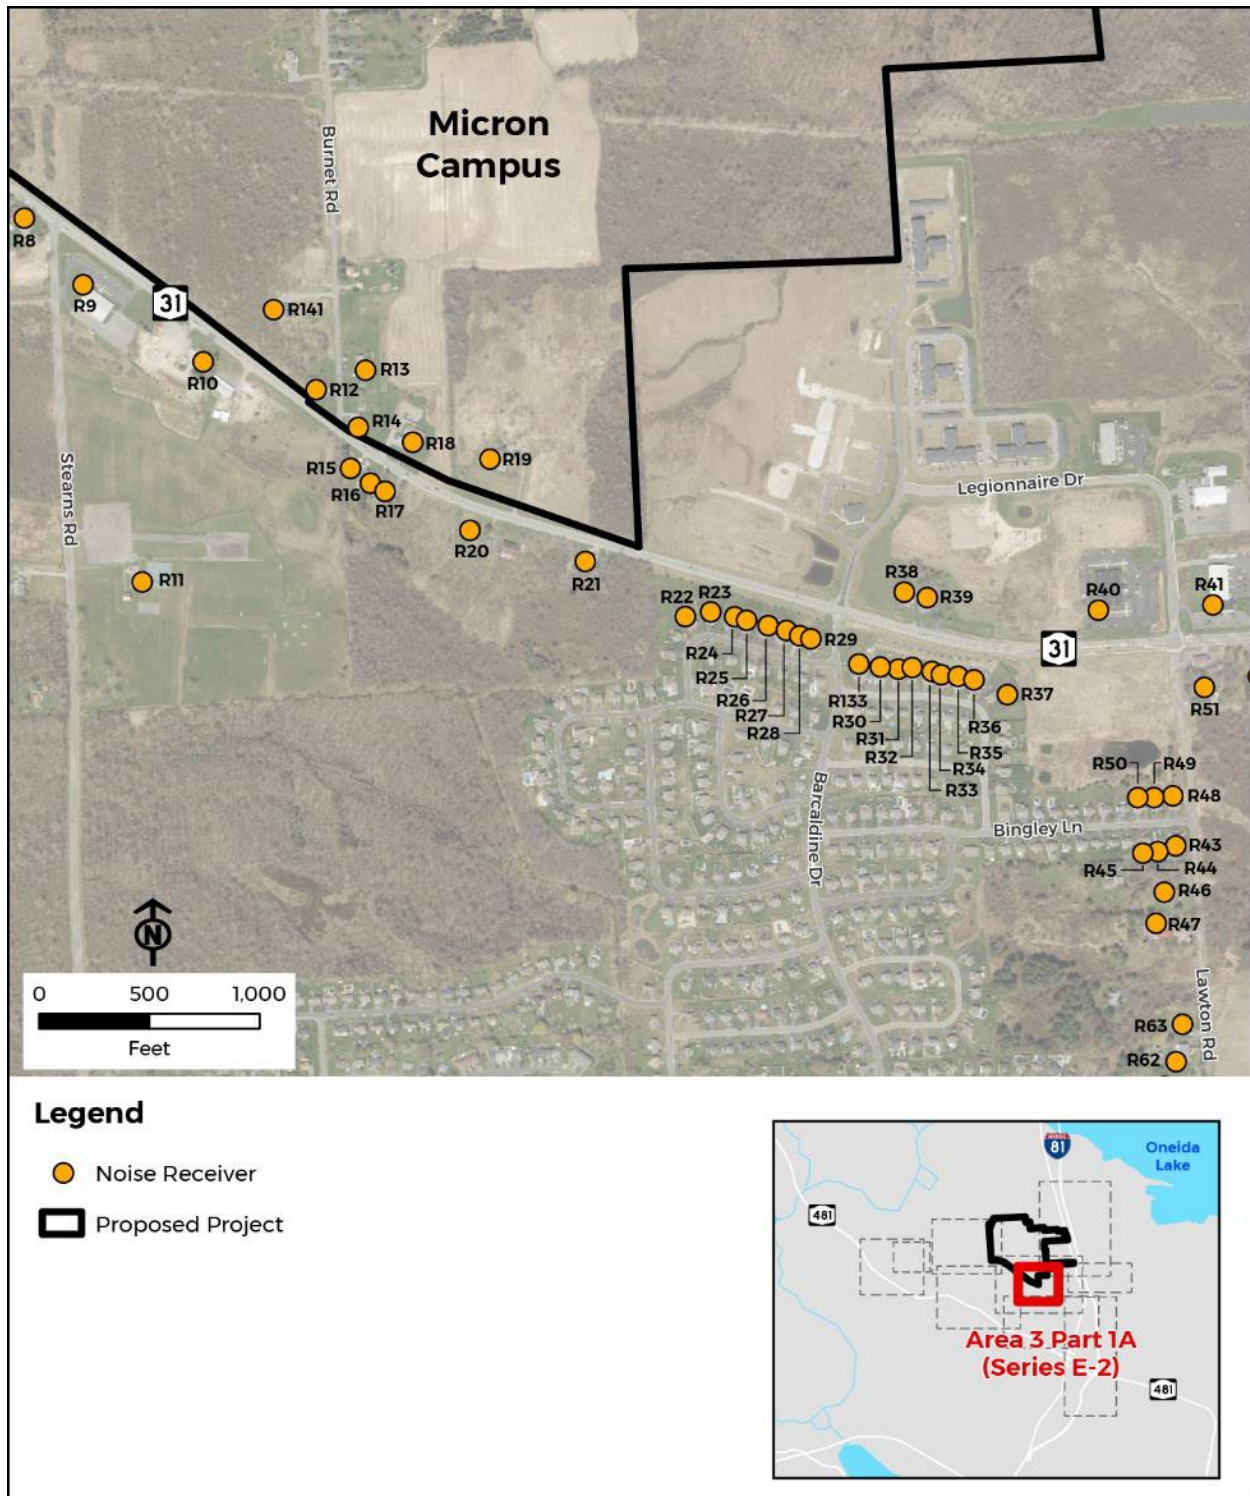 Micron
Campus
Burnet Rd
R8
R9
31
R141
R10
R12
R13
R14
R18
R19
R15
R16
R17
R20
R21
Stearns Rd
R11
Legionnaire Dr
R38
R39
R40
R41
R22
R23
R24
R25
R26
R27
R28
R29
31
R133
R30
R31
R32
R33
R34
R35
R36
R37
R51
R50
R49
R48
Barcaldine Dr
Bingley Ln
R43
R45
R44
R46
R47
Lawton Rd
R63
R62
N
0 500 1,000
Feet
Legend
Noise Receiver
Proposed Project
INTERSTATE
81
Oneida
Lake
481
Area 3 Part 1A
(Series E-2)
481